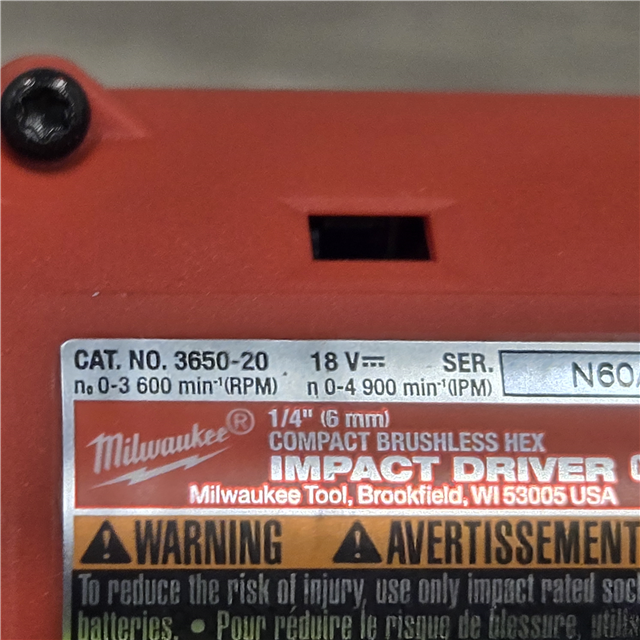 CAT. NO. 3650-20 18 V⎓ SER. N60
n₀ 0-3 600 min⁻¹(RPM) n 0-4 900 min⁻¹(IPM)
Milwaukee® 1/4" (6 mm)
COMPACT BRUSHLESS HEX
IMPACT DRIVER
Milwaukee Tool, Brookfield, WI 53005 USA
⚠WARNING ⚠AVERTISSEMENT
To reduce the risk of injury, use only impact rated
batteries. • Pour réduire le risque de blessure,